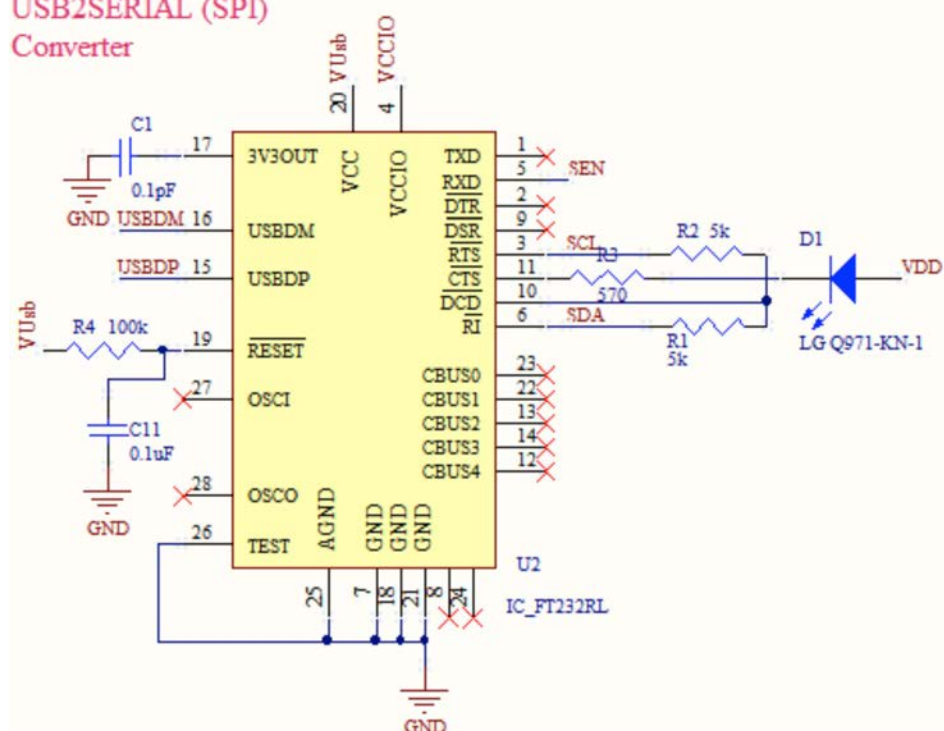 USB2SERIAL (SPI)
Converter
VUsb
VCCIO
20
4
C1
17
3V3OUT
VCC
VCCIO
TXD
1
0.1pF
RXD
5
SEN
GND
DTR
2
USBDM
16
USBDM
DSR
9
R2 5k
D1
RTS
3
SCL
R3
USBDP
15
USBDP
CTS
11
VDD
570
DCD
10
VUsb
R4 100k
RI
6
SDA
R1
5k
LG Q971-KN-1
19
RESET
CBUS0
23
27
OSCI
CBUS1
22
CBUS2
13
C11
0.1uF
CBUS3
14
CBUS4
12
28
OSCO
GND
26
TEST
AGND
GND
GND
GND
U2
25
7
18
21
8
24
IC_FT232RL
GND